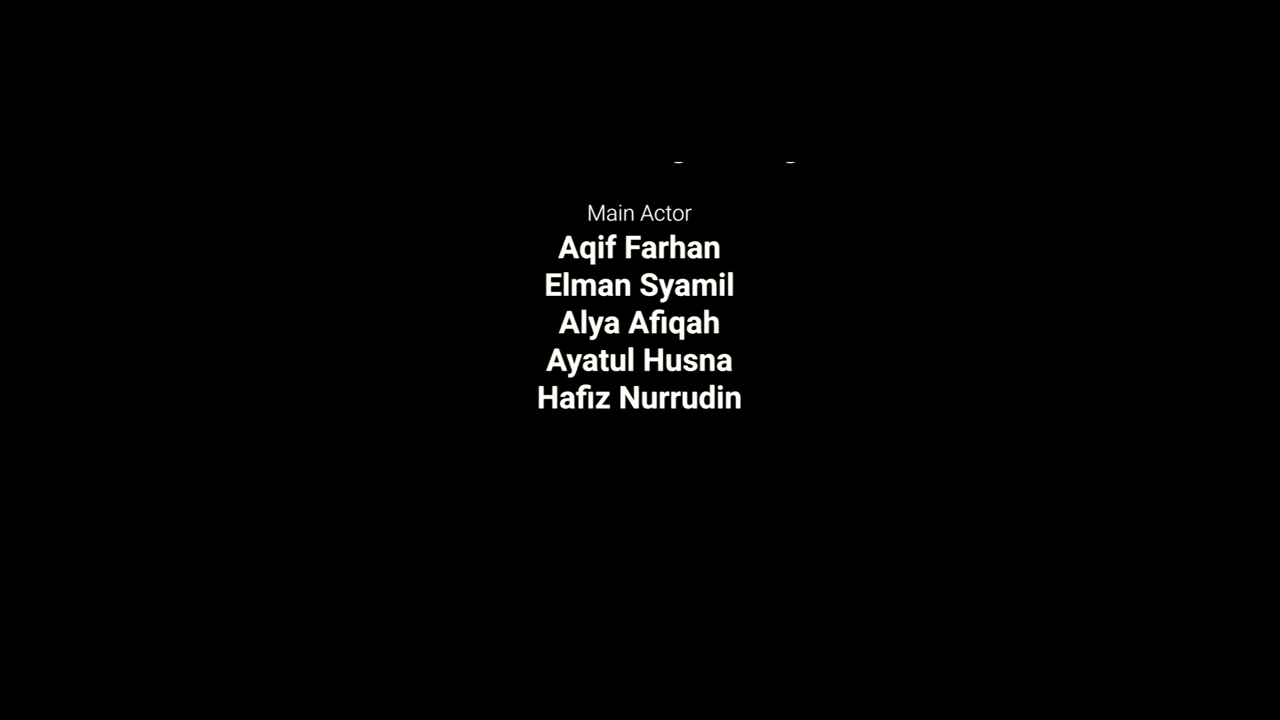 Main Actor
Aqif Farhan
Elman Syamil
Alya Afiqah
Ayatul Husna
Hafiz Nurrudin